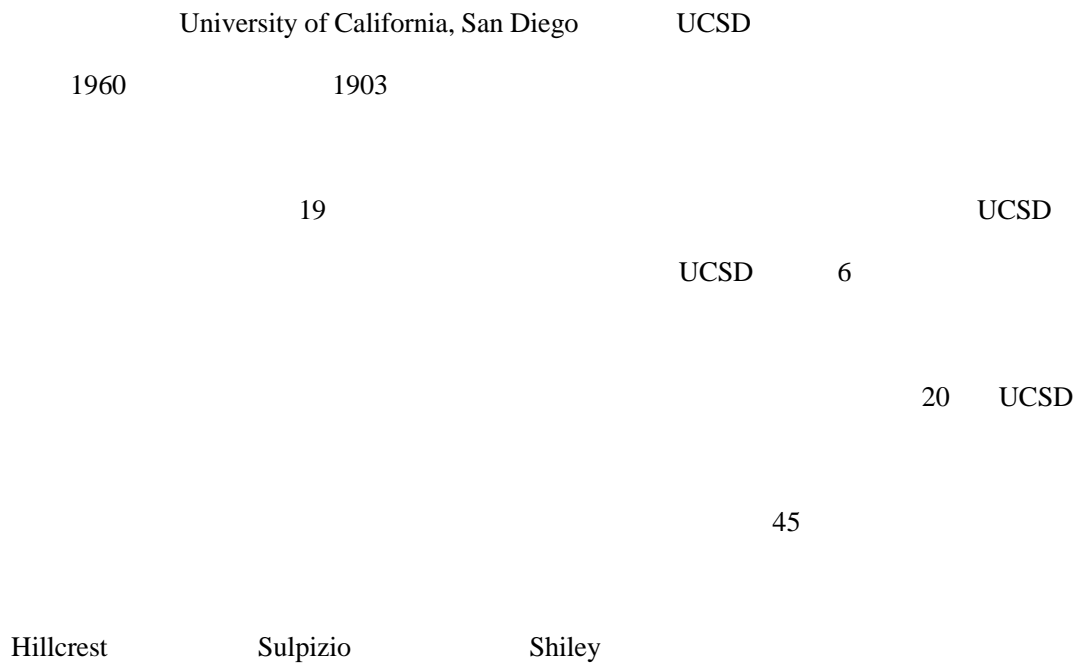 University of California, San Diego UCSD
1960 1903
19 UCSD
UCSD 6
20 UCSD
45
Hillcrest Sulpizio Shiley